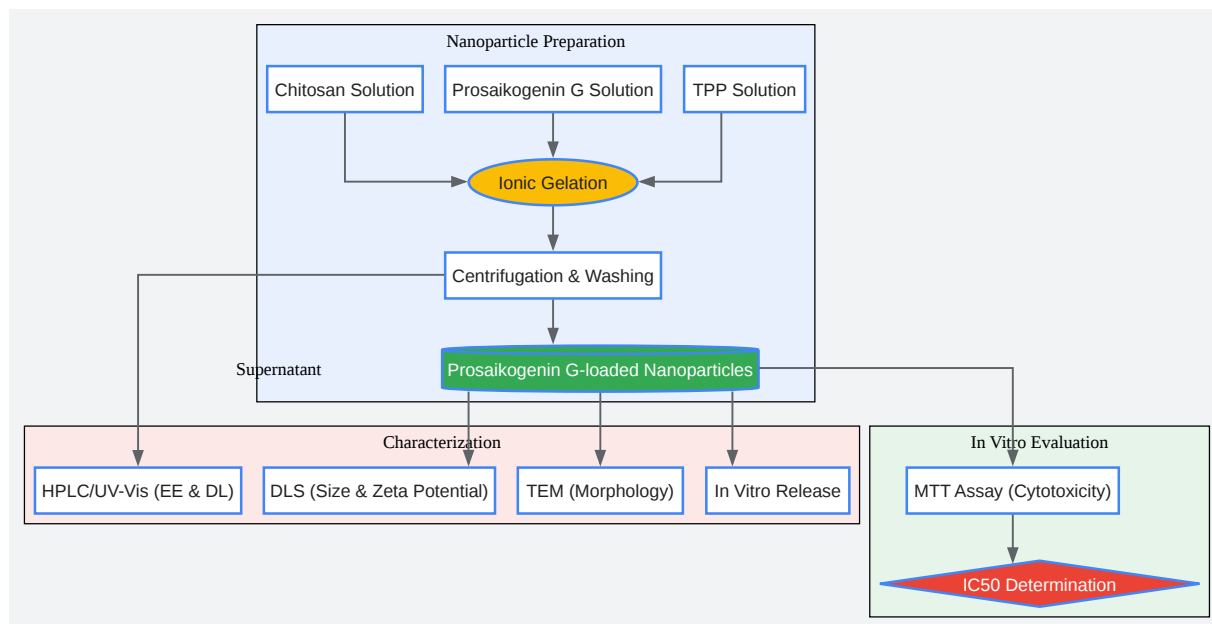 Nanoparticle Preparation
Chitosan Solution
Prosaikogenin G Solution
TPP Solution
Ionic Gelation
Centrifugation & Washing
Supernatant
Prosaikogenin G-loaded Nanoparticles
Characterization
HPLC/UV-Vis (EE & DL)
DLS (Size & Zeta Potential)
TEM (Morphology)
In Vitro Release
In Vitro Evaluation
MTT Assay (Cytotoxicity)
IC50 Determination